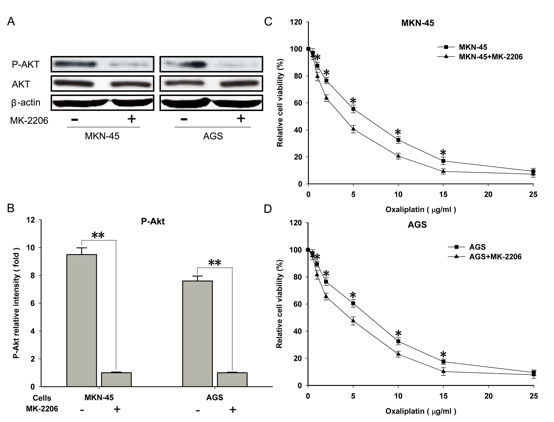 A
P-AKT
AKT
β-actin
MK-2206 - + - +
MKN-45 AGS
B
P-Akt
P-Akt relative intensity ( fold )
12
10
8
6
4
2
0
** **
Cells MKN-45 AGS
MK-2206 - + - +
C
MKN-45
MKN-45
MKN-45+MK-2206
Relative cell viability (%)
120
100
80
60
40
20
0
* * * * *
0 5 10 15 20 25
Oxaliplatin ( μg/ml )
D
AGS
AGS
AGS+MK-2206
Relative cell viability (%)
120
100
80
60
40
20
0
* * * * *
0 5 10 15 20 25
Oxaliplatin ( μg/ml )